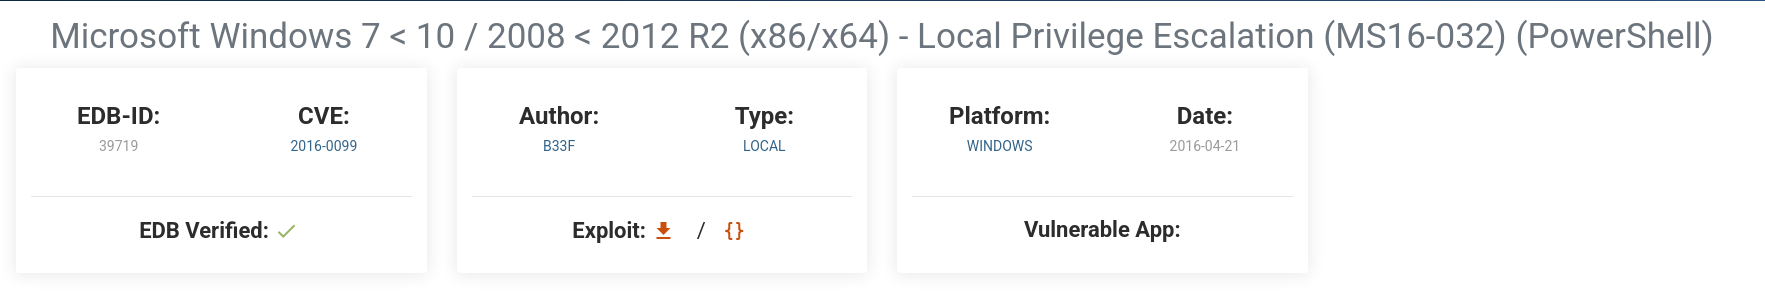 Microsoft Windows 7 < 10 / 2008 < 2012 R2 (x86/x64) - Local Privilege Escalation (MS16-032) (PowerShell)
EDB-ID: CVE: Author: Type: Platform: Date:
39719 2016-0099 B33F LOCAL WINDOWS 2016-04-21
EDB Verified: Exploit: / {} Vulnerable App: